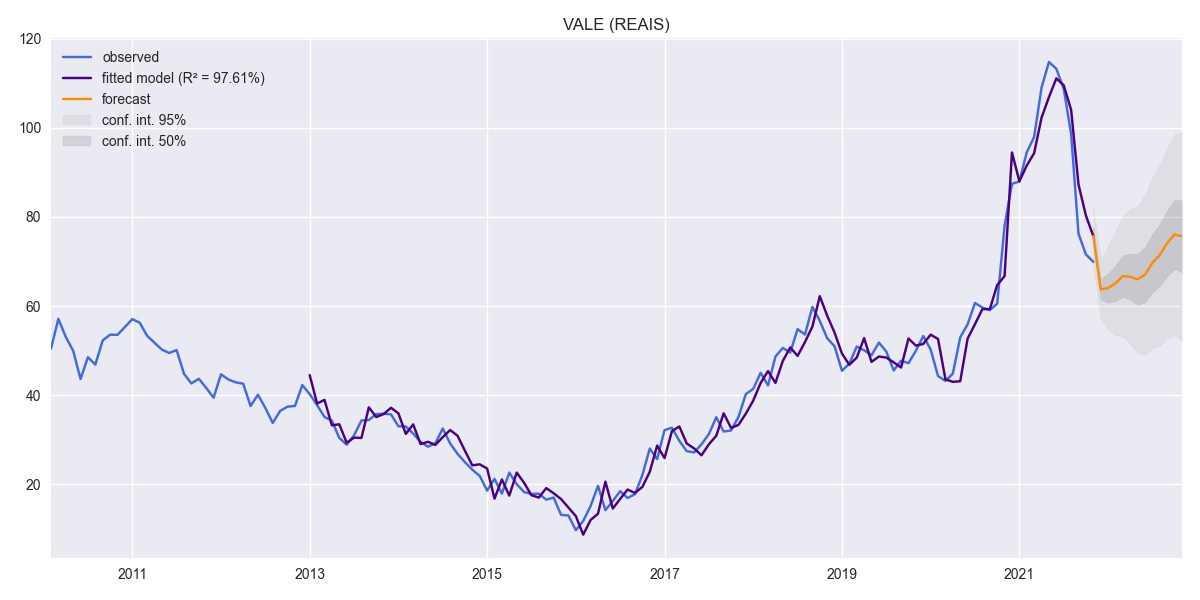 VALE (REAIS)
120
100
80
60
40
20
observed
fitted model (R² = 97.61%)
forecast
conf. int. 95%
conf. int. 50%
2011 2013 2015 2017 2019 2021